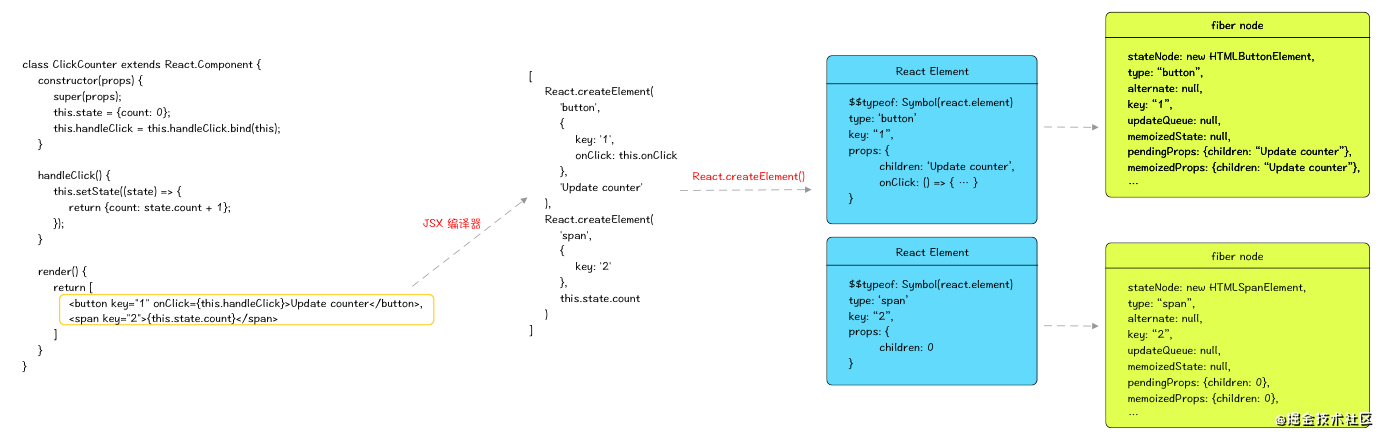 class ClickCounter extends React.Component {
constructor(props) {
super(props);
this.state = {count: 0};
this.handleClick = this.handleClick.bind(this);
}
handleClick() {
this.setState((state) => {
return {count: state.count + 1};
});
}
render() {
return [
<button key="1" onClick={this.handleClick}>Update counter</button>,
<span key="2">{this.state.count}</span>
]
}
}
JSX 编译器
[
React.createElement(
'button',
{
key: '1',
onClick: this.onClick
},
'Update counter'
),
React.createElement(
'span',
{
key: '2'
},
this.state.count
)
]
React.createElement()
React Element
$$typeof: Symbol(react.element)
type: ‘button’
key: “1”,
props: {
children: ‘Update counter’,
onClick: () => { … }
}
React Element
$$typeof: Symbol(react.element)
type: ‘span’
key: “2”,
props: {
children: 0
}
fiber node
stateNode: new HTMLButtonElement,
type: “button”,
alternate: null,
key: “1”,
updateQueue: null,
memoizedState: null,
pendingProps: {children: “Update counter”},
memoizedProps: {children: “Update counter”},
…
fiber node
stateNode: new HTMLSpanElement,
type: “span”,
alternate: null,
key: “2”,
updateQueue: null,
memoizedState: null,
pendingProps: {children: 0},
memoizedProps: {children: 0},
…
@掘金技术社区